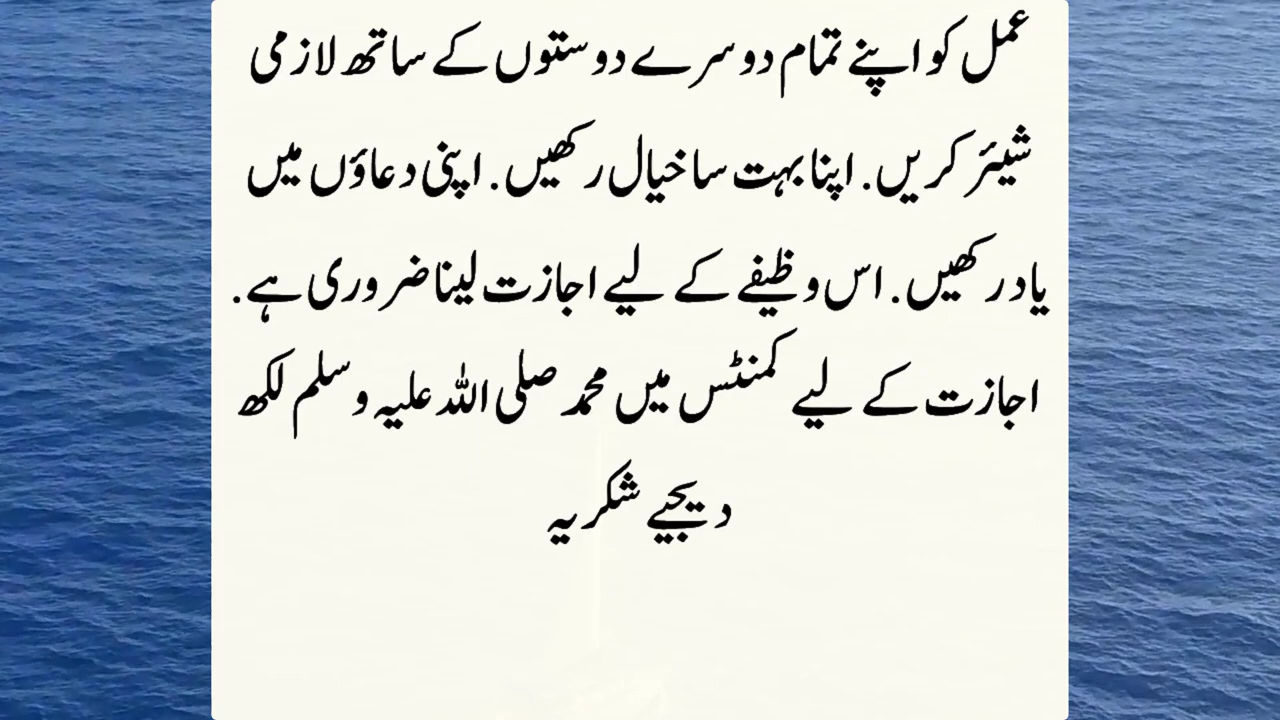 عمل کو اپنے تمام دوسرے دوستوں کے ساتھ لازمی
شیئر کریں. اپنا بہت سا خیال رکھیں. اپنی دعاؤں میں
یاد رکھیں. اس وظیفے کے لیے اجازت لینا ضروری ہے.
اجازت کے لیے کمنٹس میں محمد صلی اللہ علیہ وسلم لکھ
دیجیے شکریہ